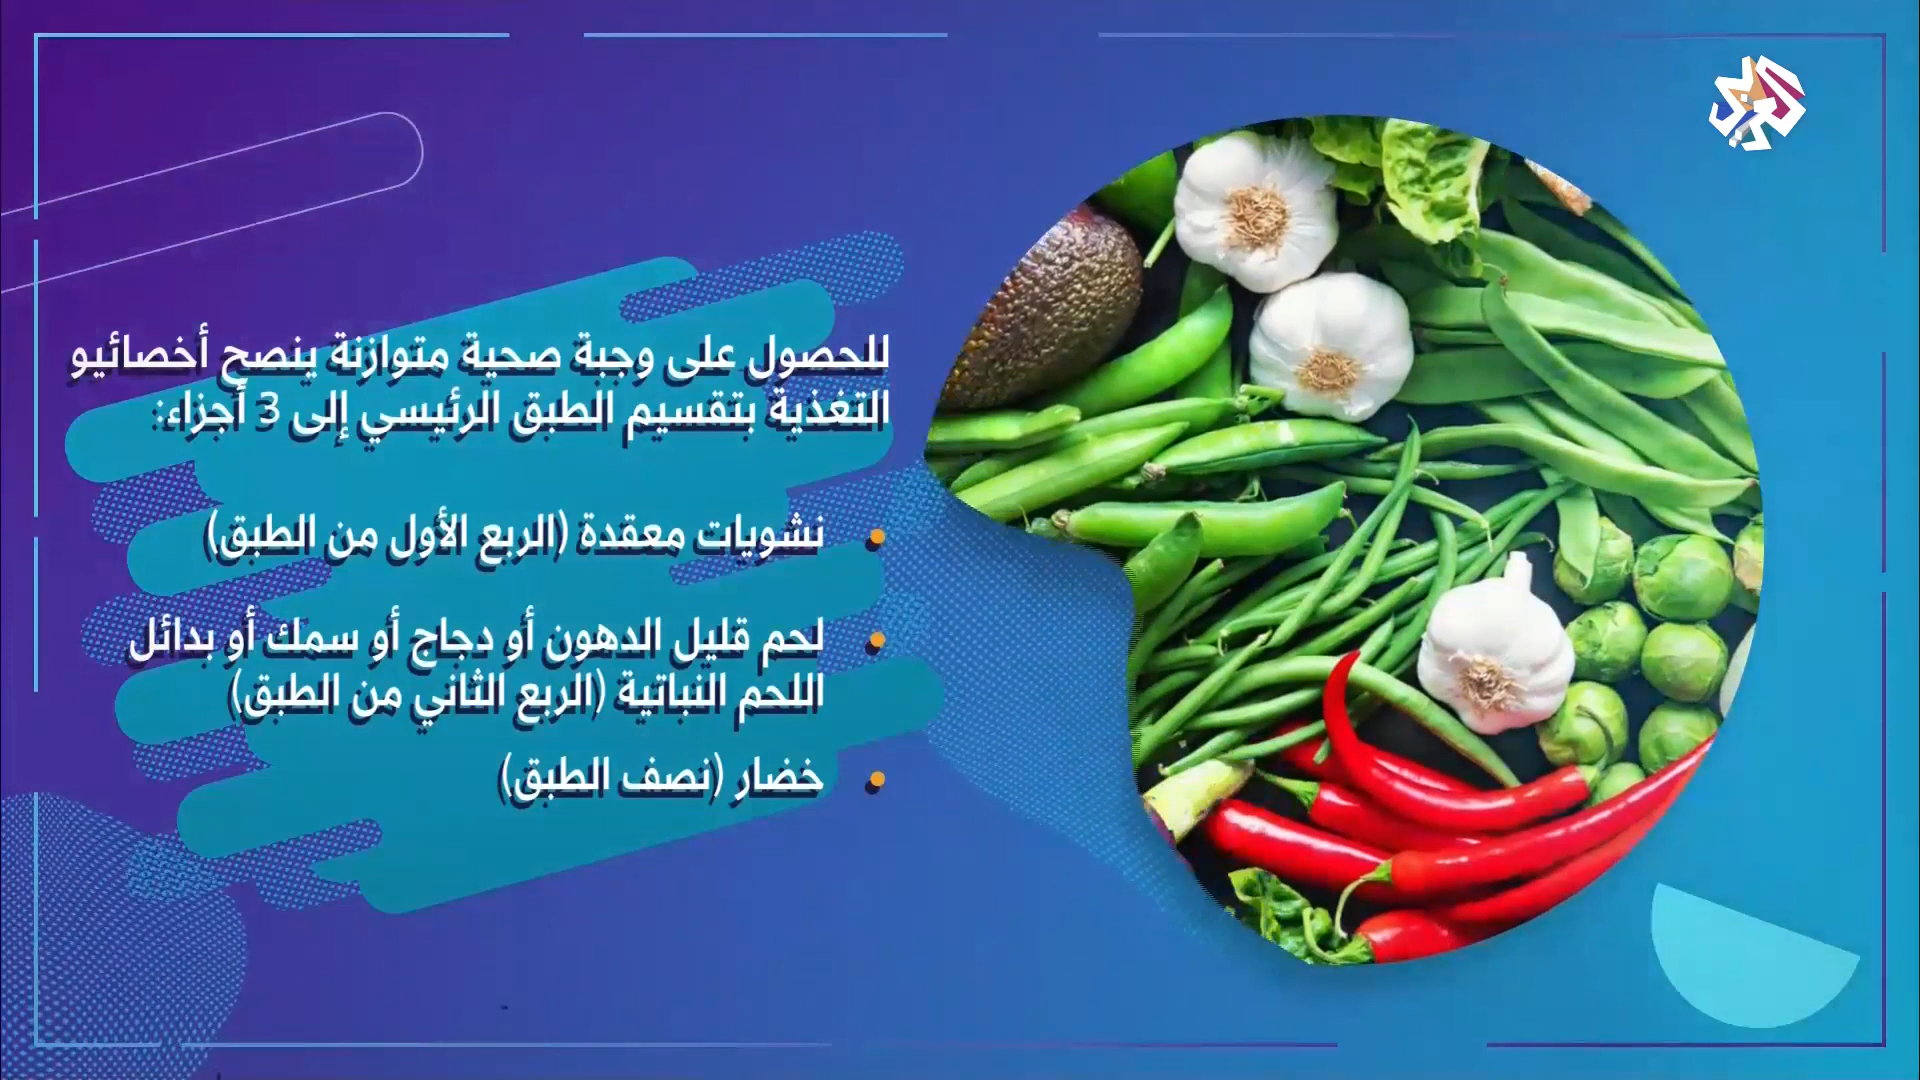 للحصول على وجبة صحية متوازنة ينصح أخصائيو
التغذية بتقسيم الطبق الرئيسي إلى 3 أجزاء:
نشويات معقدة (الربع الأول من الطبق)
لحم قليل الدهون أو دجاج أو سمك أو بدائل
اللحم النباتية (الربع الثاني من الطبق)
خضار (نصف الطبق)